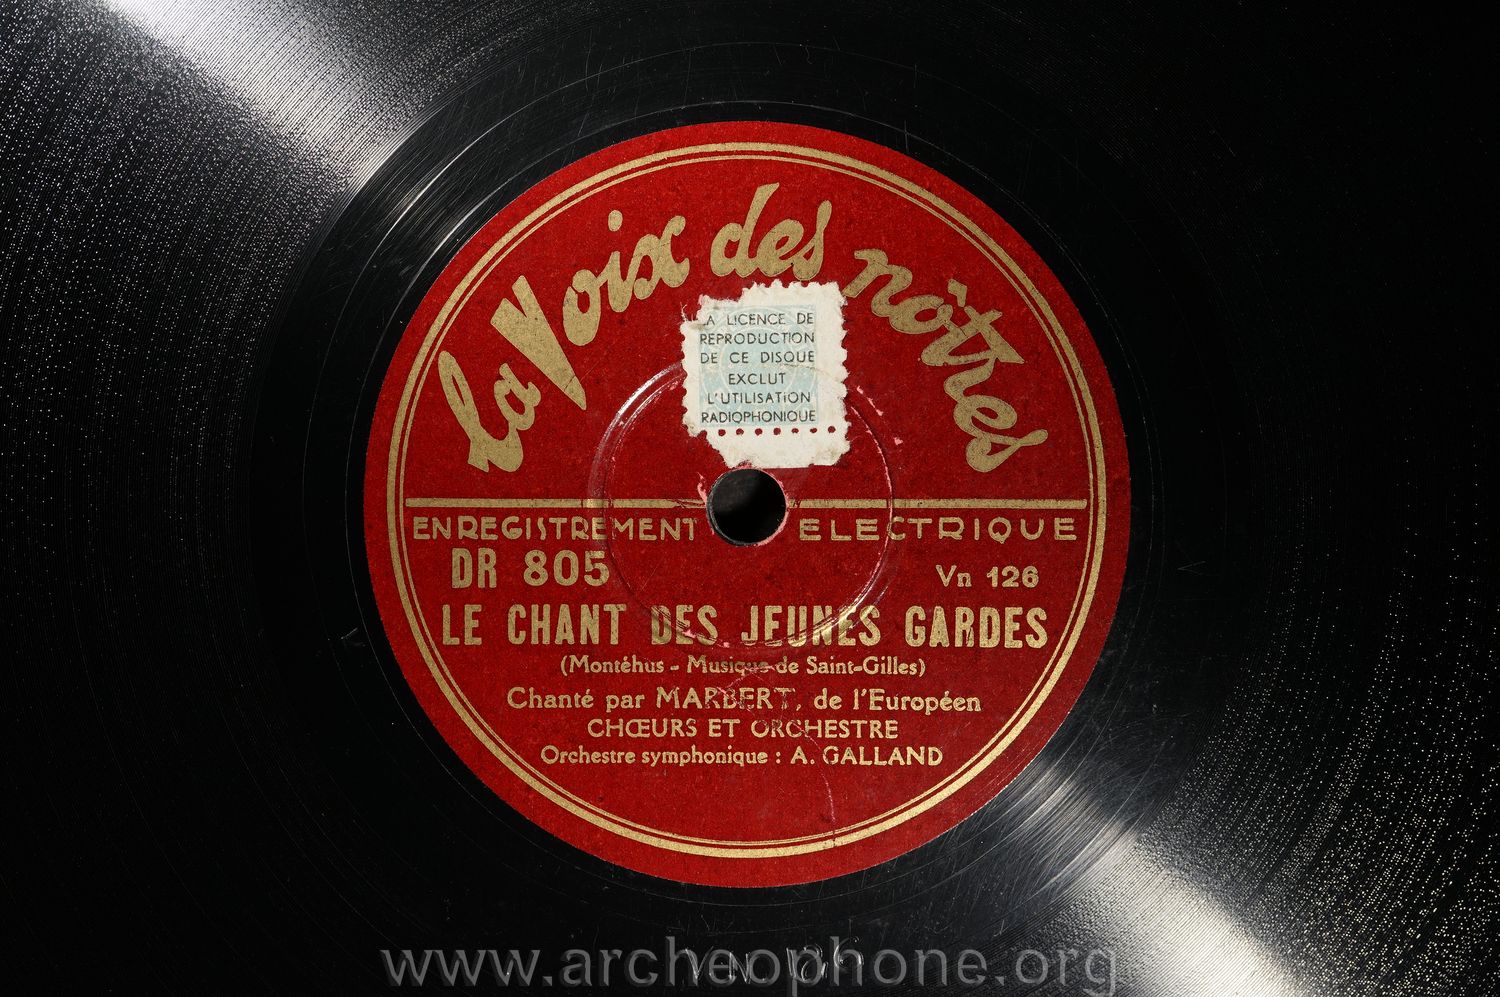 La Voix des nôtres
LA LICENCE DE
REPRODUCTION
DE CE DISQUE
EXCLUT
L'UTILISATION
RADIOPHONIQUE
ENREGISTREMENT ELECTRIQUE
DR 805 Vn 126
LE CHANT DES JEUNES GARDES
(Montéhus - Musique de Saint-Gilles)
Chanté par MARBERT, de l'Européen
CHŒURS ET ORCHESTRE
Orchestre symphonique : A. GALLAND
VN 126
www.archeophone.org